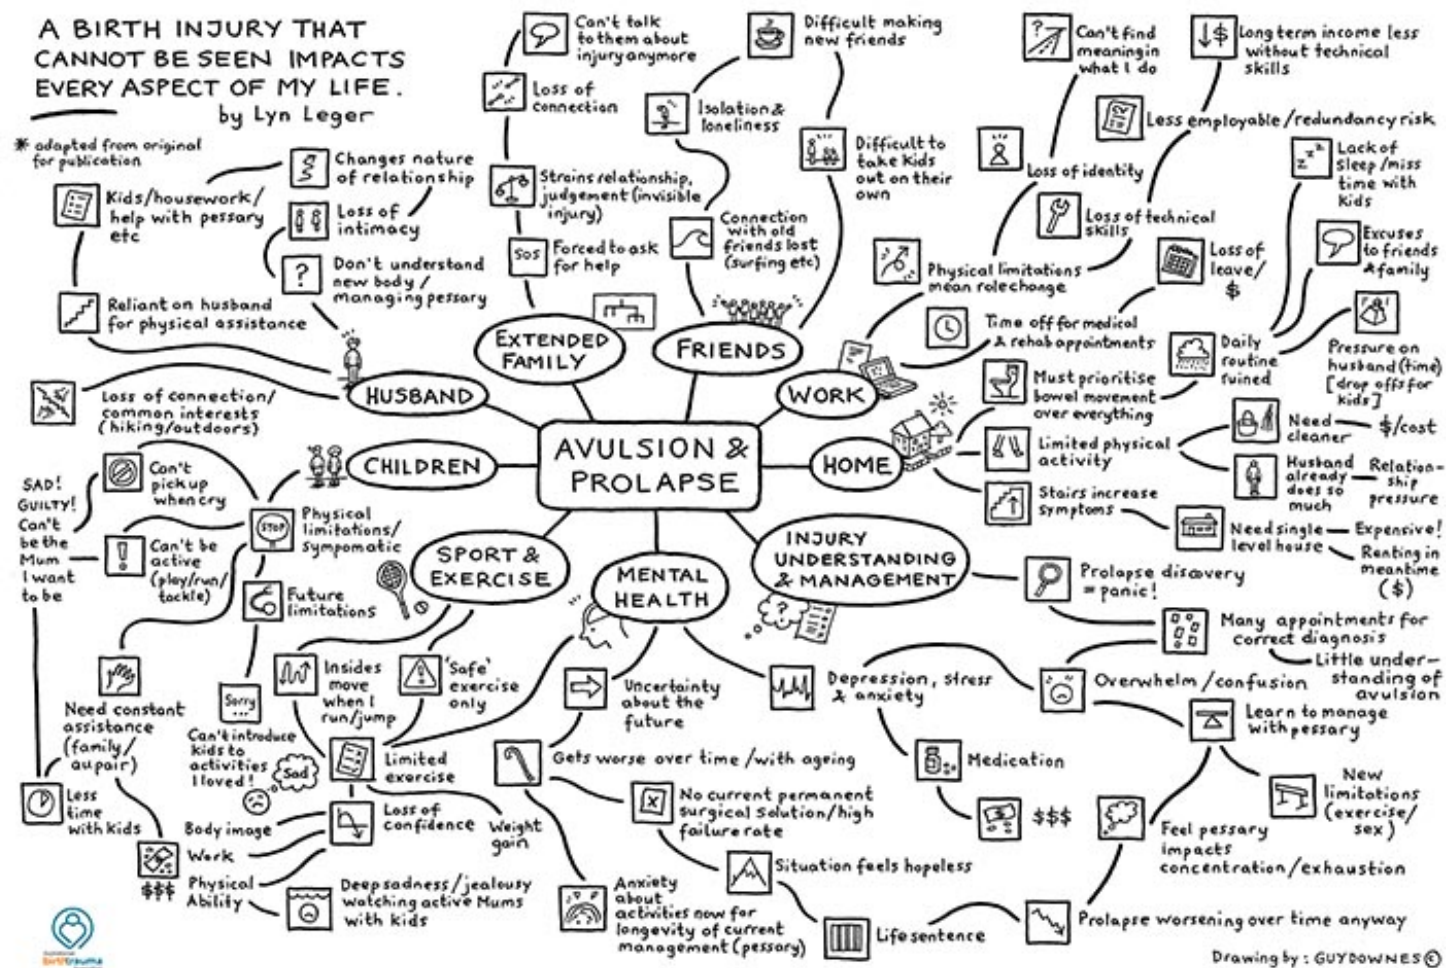 A BIRTH INJURY THAT
CANNOT BE SEEN IMPACTS
EVERY ASPECT OF MY LIFE.
by Lyn Leger
* adapted from original
for publication
Kids/housework/
help with pessary
etc
Changes nature
of relationship
Loss of
intimacy
?
Don't understand
new body/
managing pessary
Reliant on husband
for physical assistance
Loss of connection/
common interests
(hiking/outdoors)
HUSBAND
Can't talk
to them about
injury anymore
Loss of
connection
Strains relationship,
judgement (invisible
injury)
SOS
Forced to ask
for help
EXTENDED
FAMILY
Difficult making
new friends
Isolation &
loneliness
Difficult to
take kids
out on their
own
Connection
with old
friends lost
(surfing etc)
FRIENDS
?
Can't find
meaning in
what I do
$
Long term income less
without technical
skills
Less employable/redundancy risk
Loss of identity
Loss of technical
skills
Physical limitations
mean role change
Loss of
leave/
$
Time off for medical
& rehab appointments
WORK
zzz
Lack of
sleep/miss
time with
kids
Excuses
to friends
& family
Daily
routine
ruined
Pressure on
husband (time)
[drop offs for
kids]
Must prioritise
bowel movement
over everything
Limited physical
activity
Need
cleaner
$/cost
Husband
already
does so
much
Relation-
ship
pressure
Stairs increase
symptoms
Need single
level house
Expensive!
Renting in
meantime
($)
HOME
AVULSION &
PROLAPSE
CHILDREN
Can't
pick up
when cry
SAD!
GUILTY!
Can't
be the
Mum
I want
to be
!
Can't be
active
(play/run/
tackle)
STOP
Physical
limitations/
sympomatic
Future
limitations
Sorry
...
Can't introduce
kids to
activities
I loved!
Sad
Need constant
assistance
(family/
au pair)
Less
time
with kids
$$$
SPORT &
EXERCISE
Insides
move
when I
run/jump
'Safe'
exercise
only
Limited
exercise
Loss of
confidence
Weight
gain
Body image
Work
Physical
Ability
Deep sadness/jealousy
watching active Mums
with kids
MENTAL
HEALTH
Uncertainty
about the
future
Gets worse over time/with ageing
X
No current permanent
surgical solution/high
failure rate
Situation feels hopeless
Anxiety
about
activities now for
longevity of current
management (pessary)
Life sentence
Prolapse worsening over time anyway
Depression, stress
& anxiety
Medication
$$$
INJURY
UNDERSTANDING
& MANAGEMENT
?
Prolapse discovery
= panic!
Many appointments for
correct diagnosis
Little under-
standing of
avulsion
Overwhelm/confusion
Learn to manage
with pessary
New
limitations
(exercise/
sex)
Feel pessary
impacts
concentration/exhaustion
birthtrauma
Drawing by: GUY DOWNES ©